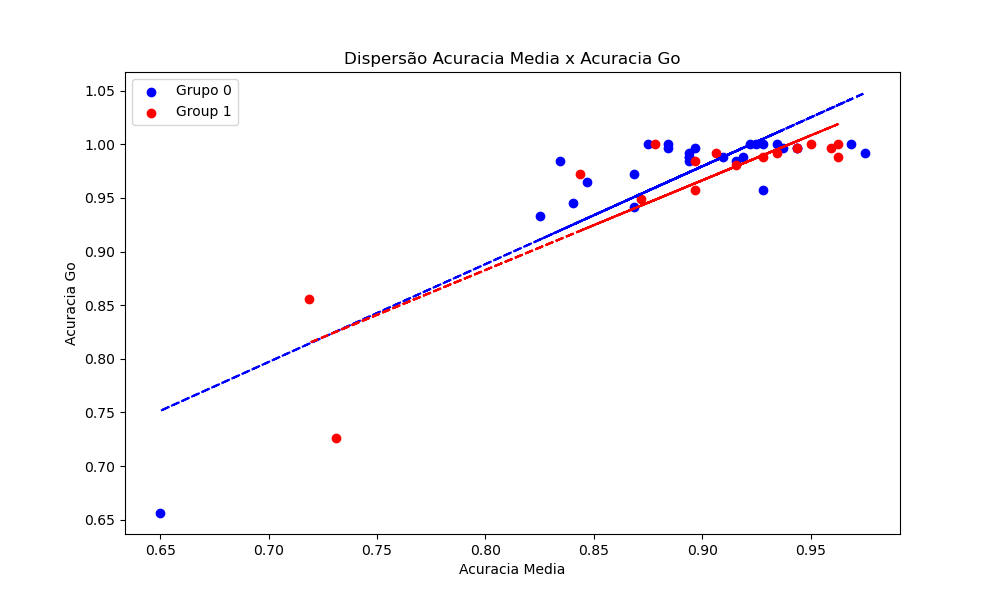 Dispersão Acuracia Media x Acuracia Go
Grupo 0
Group 1
1.05
1.00
0.95
0.90
0.85
0.80
0.75
0.70
0.65
Acuracia Go
0.65 0.70 0.75 0.80 0.85 0.90 0.95
Acuracia Media